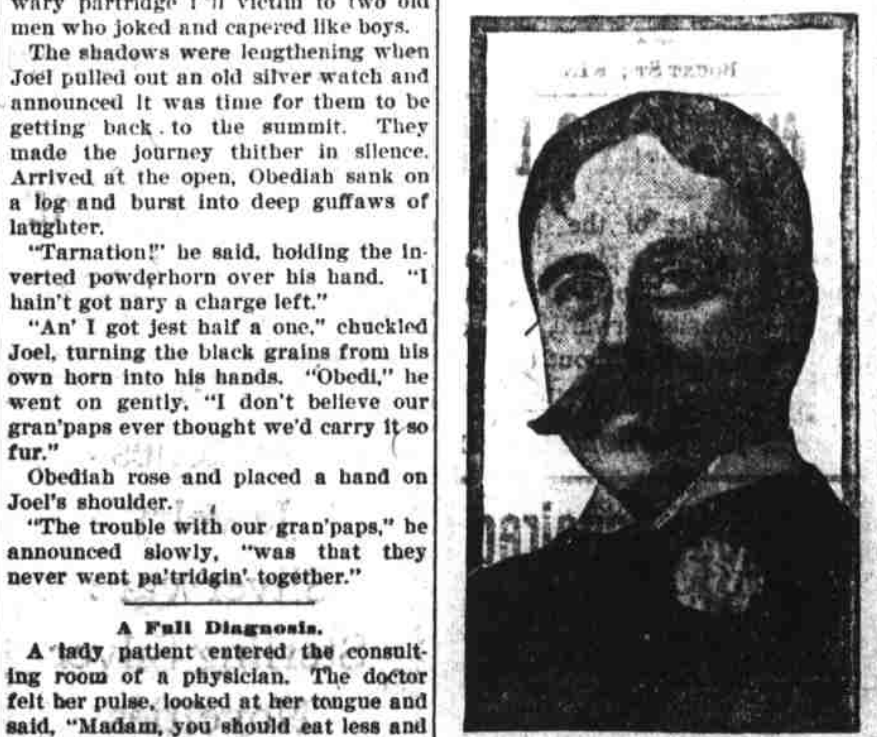 wary partridge victim to two old
men who joked and capered like boys.
The shadows were lengthening when
Joel pulled out an old silver watch and
announced it was time for them to be
getting back to the summit. They
made the journey thither in silence.
Arrived at the open, Obediah sank on
a log and burst into deep guffaws of
laughter.
"Tarnation!" he said, holding the in-
verted powderhorn over his hand. "I
hain't got nary a charge left."
"An' I got jest half a one," chuckled
Joel, turning the black grains from his
own horn into his hands. "Obedi," he
went on gently, "I don't believe our
gran'paps ever thought we'd carry it so
fur."
Obediah rose and placed a hand on
Joel's shoulder.
"The trouble with our gran'paps," he
announced slowly, "was that they
never went pa'tridgin' together."
A Full Diagnosis.
A lady patient entered the consult-
ing room of a physician. The doctor
felt her pulse, looked at her tongue and
said, "Madam, you should eat less and